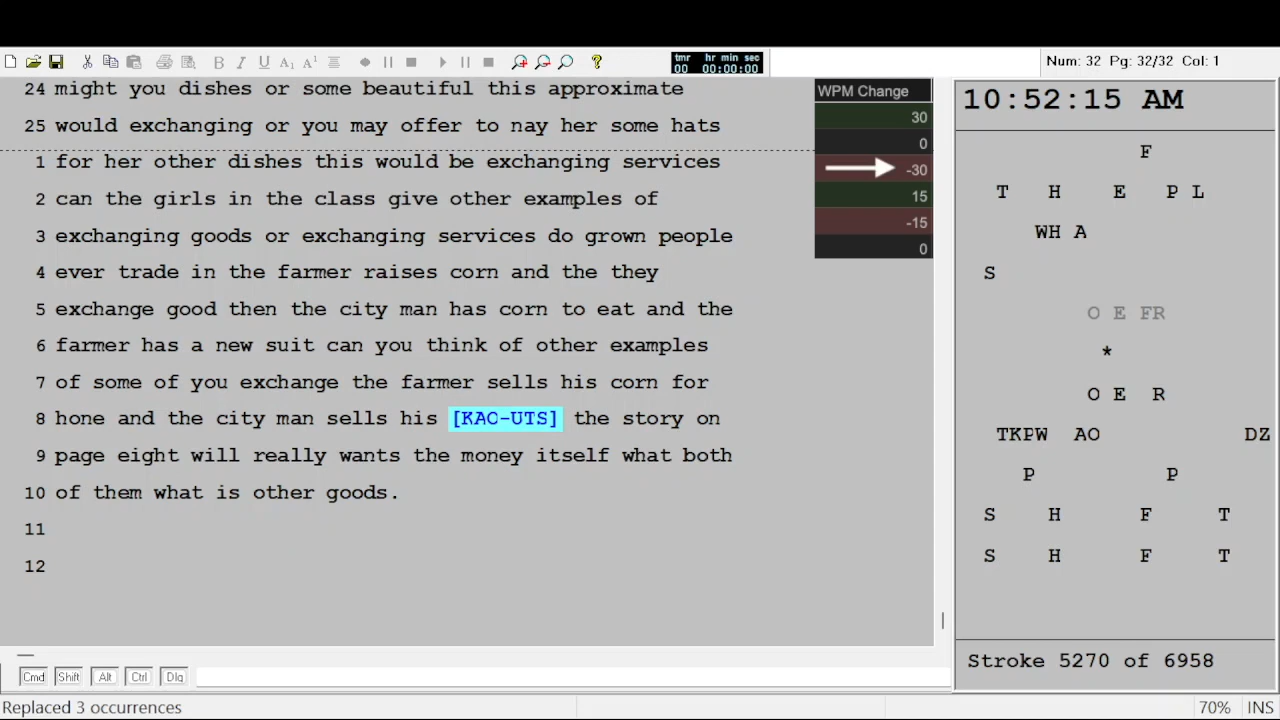 B I U A₁ A¹
tmr hr min sec
00 00:00:00
Num: 32 Pg: 32/32 Col: 1
24 might you dishes or some beautiful this approximate
25 would exchanging or you may offer to nay her some hats
1 for her other dishes this would be exchanging services
2 can the girls in the class give other examples of
3 exchanging goods or exchanging services do grown people
4 ever trade in the farmer raises corn and the they
5 exchange good then the city man has corn to eat and the
6 farmer has a new suit can you think of other examples
7 of some of you exchange the farmer sells his corn for
8 hone and the city man sells his [KAO-UTS] the story on
9 page eight will really wants the money itself what both
10 of them what is other goods.
11
12
WPM Change
30
0
-30
15
-15
0
10:52:15 AM
F
T H E P L
WH A
S
O E FR
*
O E R
TKPW AO DZ
P P
S H F T
S H F T
Stroke 5270 of 6958
Cmd Shift Alt Ctrl Dlg
Replaced 3 occurrences
70% INS